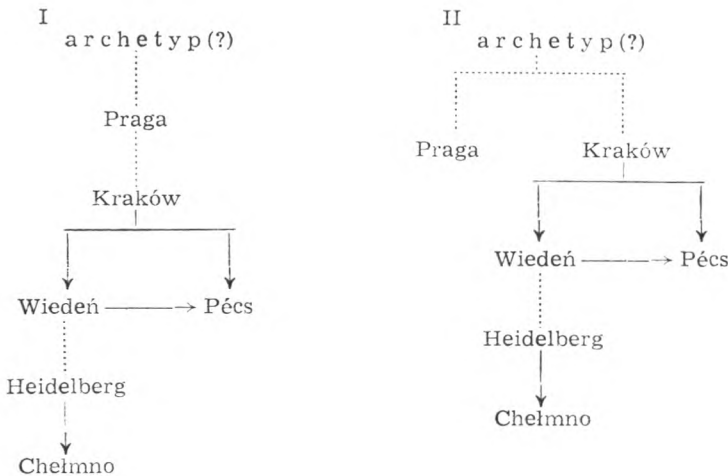 I
archetyp (?)
Praga
Kraków
Wiedeń
Pécs
Heidelberg
Chełmno
II
archetyp (?)
Praga
Kraków
Wiedeń
Pécs
Heidelberg
Chełmno